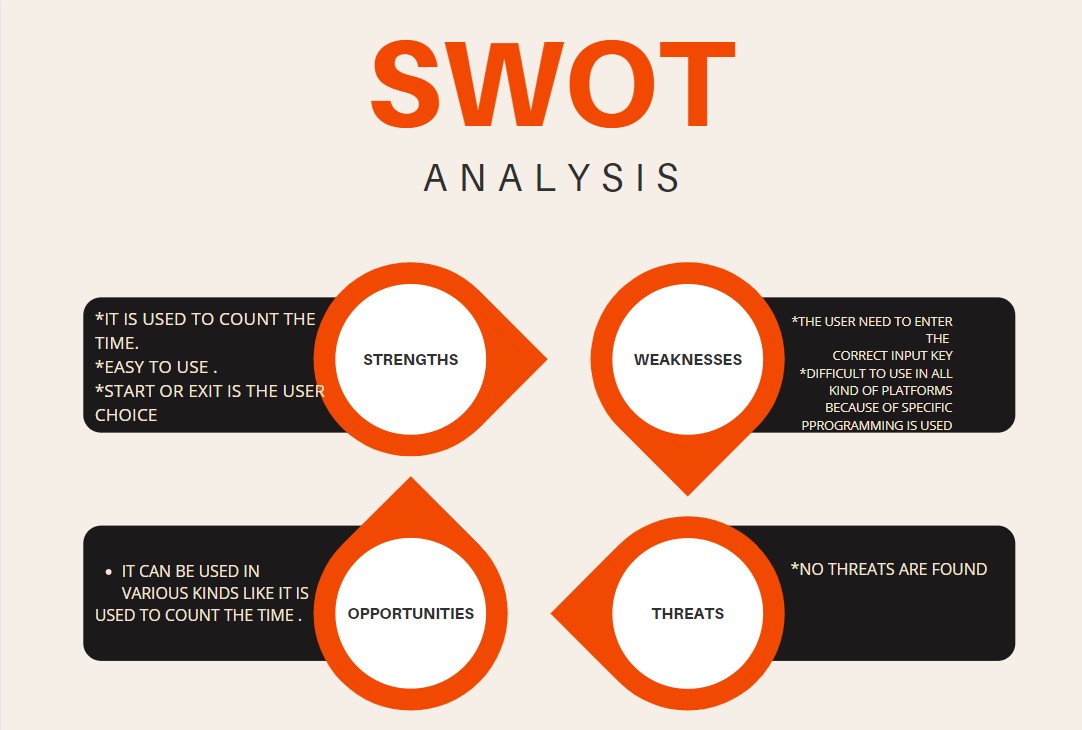 SWOT
ANALYSIS
*IT IS USED TO COUNT THE
TIME.
*EASY TO USE .
*START OR EXIT IS THE USER
CHOICE
STRENGTHS
WEAKNESSES
*THE USER NEED TO ENTER
THE
CORRECT INPUT KEY
*DIFFICULT TO USE IN ALL
KIND OF PLATFORMS
BECAUSE OF SPECIFIC
PPROGRAMMING IS USED
• IT CAN BE USED IN
VARIOUS KINDS LIKE IT IS
USED TO COUNT THE TIME .
OPPORTUNITIES
THREATS
*NO THREATS ARE FOUND